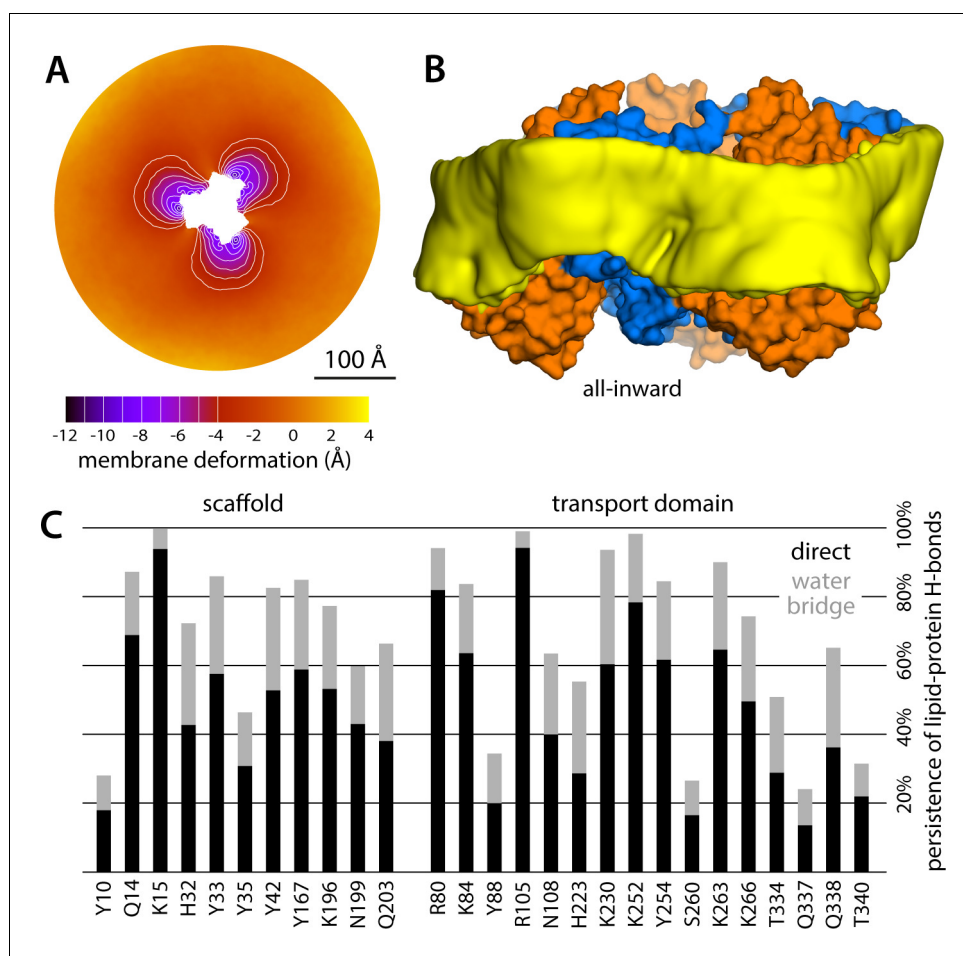 A
B
100 Å
-12 -10 -8 -6 -4 -2 0 2 4
membrane deformation (Å)
all-inward
C
scaffold
transport domain
direct
water
bridge
100%
80%
60%
40%
20%
persistence of lipid-protein H-bonds
Y10 Q14 K15 H32 Y33 Y35 Y42 Y167 K196 N199 Q203 R80 K84 Y88 R105 N108 H223 K230 K252 Y254 S260 K263 K266 T334 Q337 Q338 T340